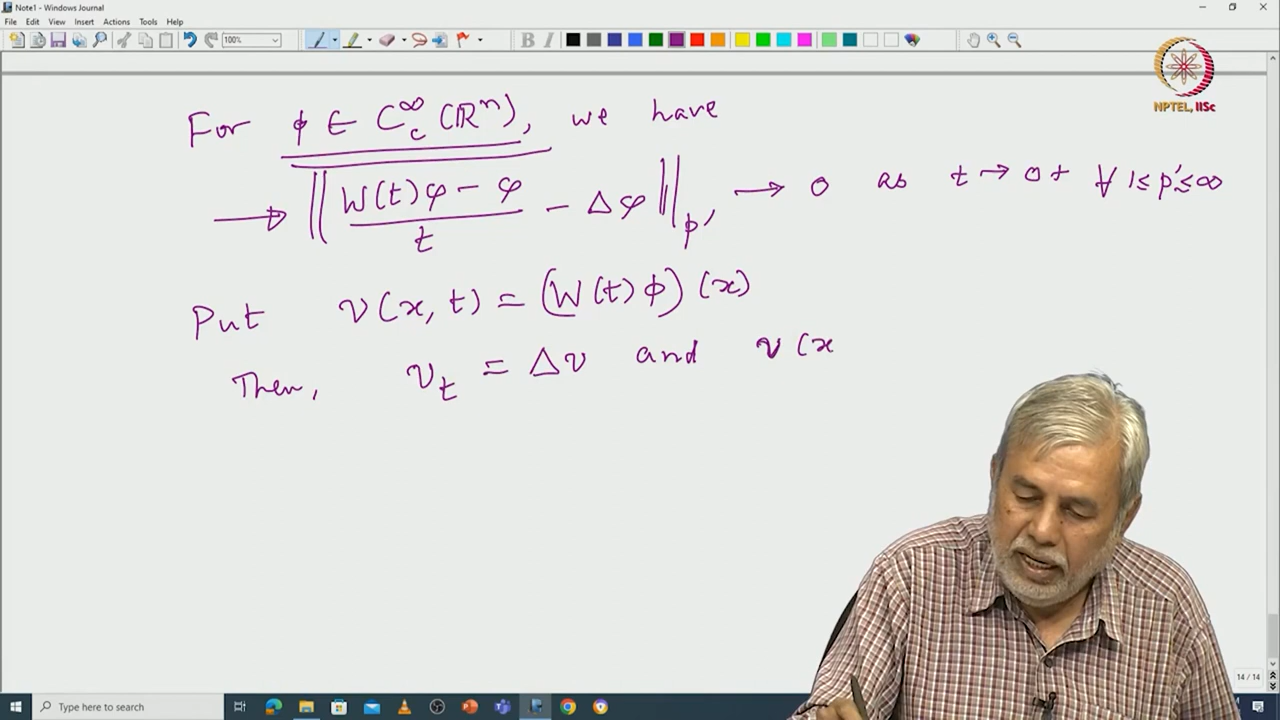 Note1 - Windows Journal
File Edit View Insert Actions Tools Help
100%
B I
NPTEL, IISc
For ϕ ∈ C_c^∞(ℝⁿ), we have
→ ‖ (W(t)φ − φ)/t − Δφ ‖_p' → 0 as t → 0+ ∀ 1 ≤ p' ≤ ∞
Put v(x, t) = (W(t)ϕ)(x)
Then, v_t = Δv and v(x
14 / 14
Type here to search